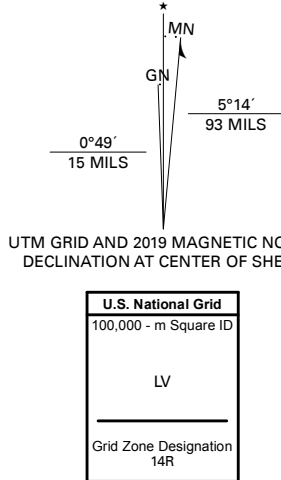 ★
MN
GN
0°49´
15 MILS
5°14´
93 MILS
UTM GRID AND 2019 MAGNETIC NO
DECLINATION AT CENTER OF SHE
U.S. National Grid
100,000 - m Square ID
LV
Grid Zone Designation
14R